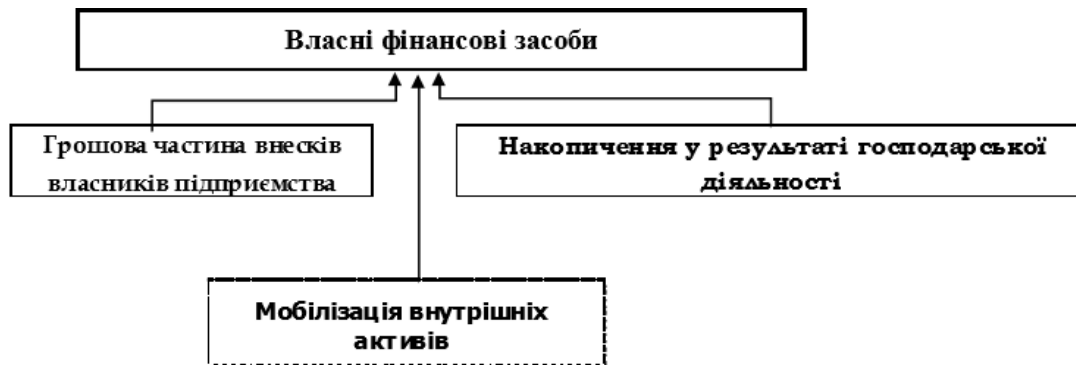 Власні фінансові засоби
Грошова частина внесків
власників підприємства
Накопичення у результаті господарської
діяльності
Мобілізація внутрішніх
активів